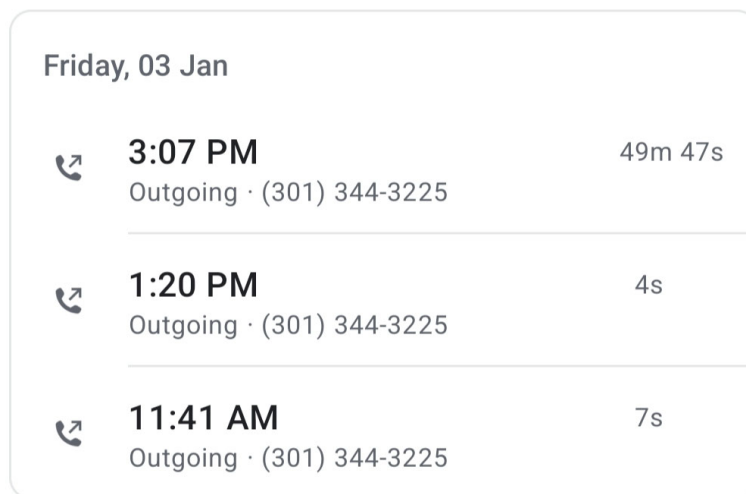 Friday, 03 Jan
3:07 PM
49m 47s
Outgoing · (301) 344-3225
1:20 PM
4s
Outgoing · (301) 344-3225
11:41 AM
7s
Outgoing · (301) 344-3225